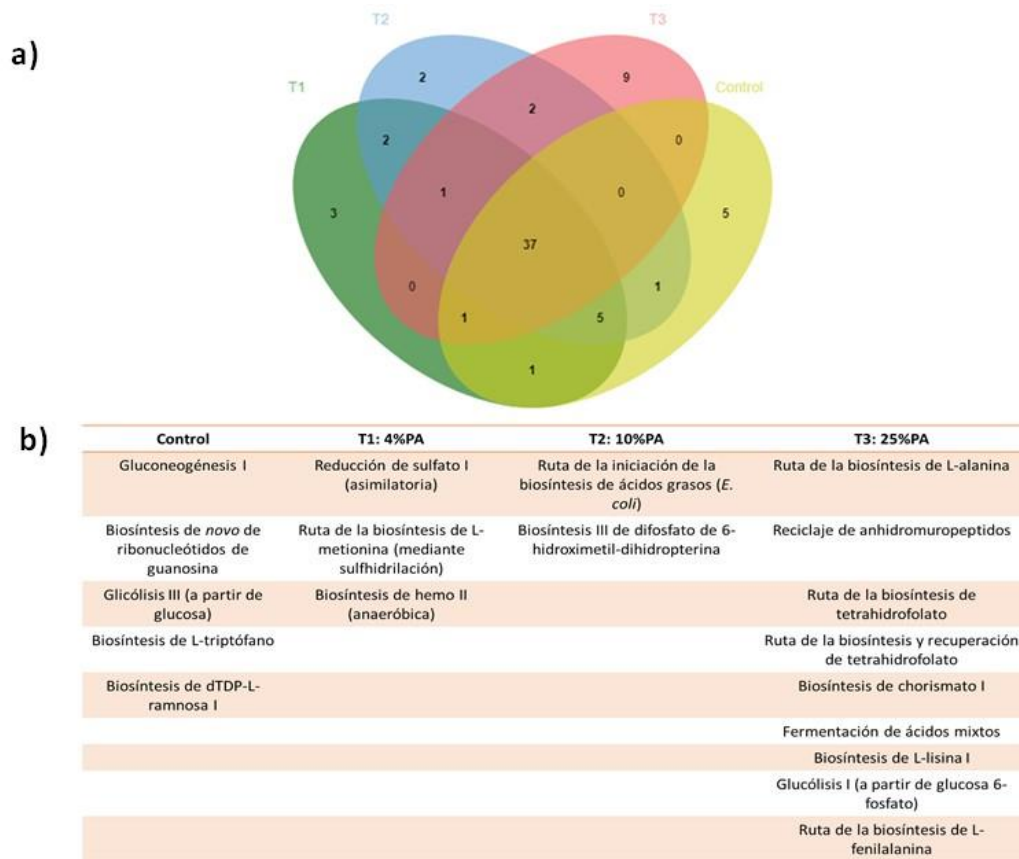 a)
T2
T3
T1
Control
2
9
2
2
0
1
0
3
5
37
0
1
1
5
1
b)
Control
T1: 4%PA
T2: 10%PA
T3: 25%PA
Gluconeogénesis I
Reducción de sulfato I
(asimilatoria)
Ruta de la iniciación de la
biosíntesis de ácidos grasos (E.
coli)
Ruta de la biosíntesis de L-alanina
Biosíntesis de novo de
ribonucleótidos de
guanosina
Ruta de la biosíntesis de L-
metionina (mediante
sulfhidrilación)
Biosíntesis III de difosfato de 6-
hidroximetil-dihidropterina
Reciclaje de anhidromuropeptidos
Glicólisis III (a partir de
glucosa)
Biosíntesis de hemo II
(anaeróbica)
Ruta de la biosíntesis de
tetrahidrofolato
Biosíntesis de L-triptófano
Ruta de la biosíntesis y recuperación
de tetrahidrofolato
Biosíntesis de dTDP-L-
ramnosa I
Biosíntesis de chorismato I
Fermentación de ácidos mixtos
Biosíntesis de L-lisina I
Glucólisis I (a partir de glucosa 6-
fosfato)
Ruta de la biosíntesis de L-
fenilalanina